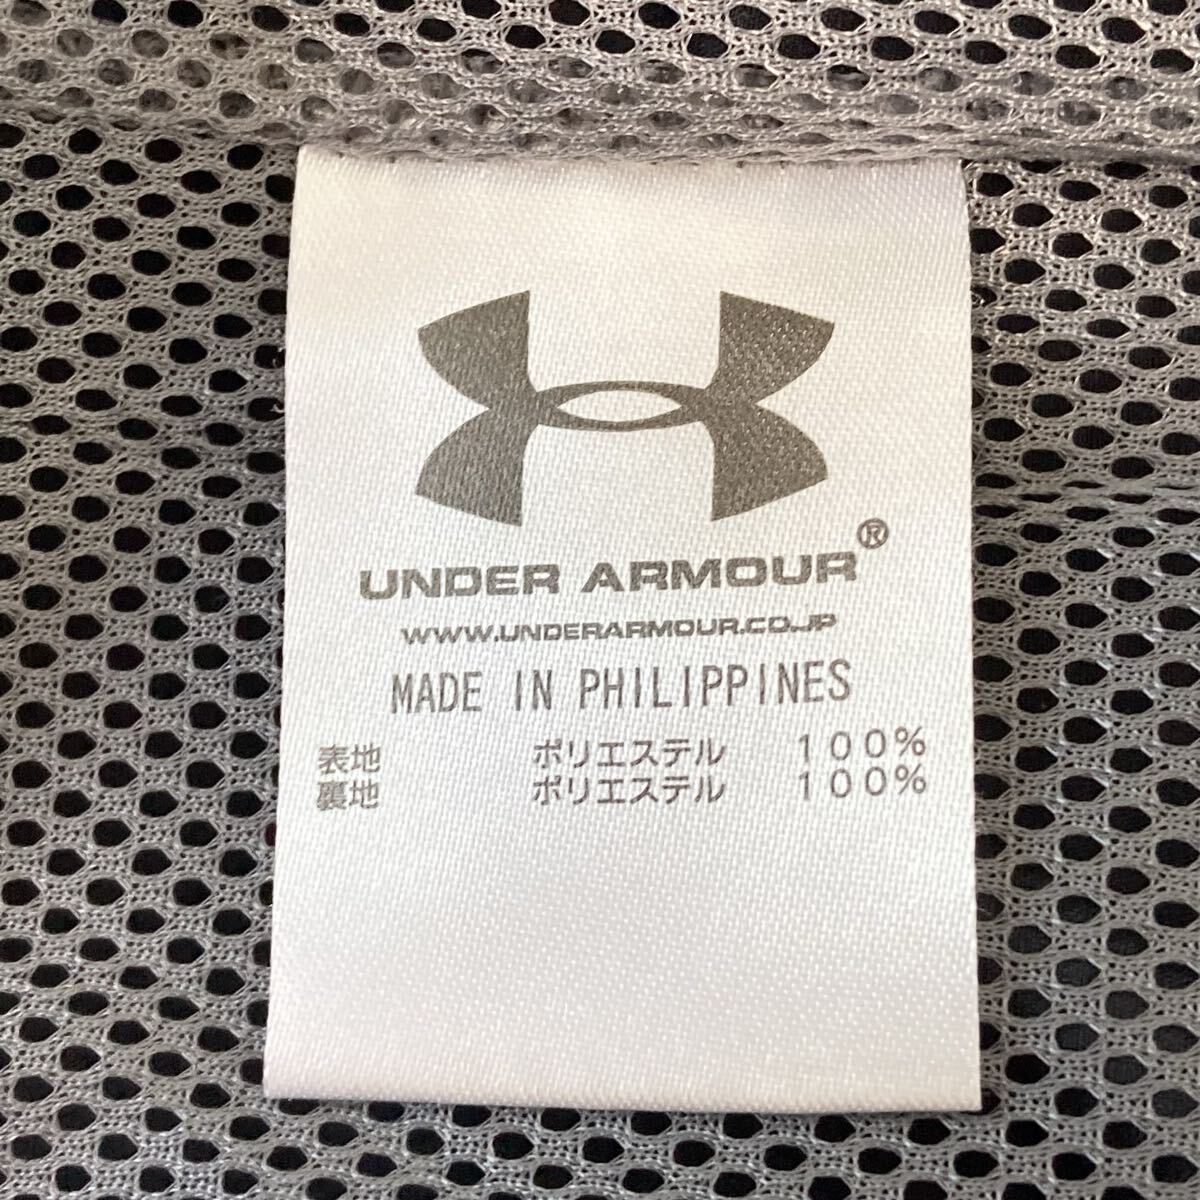 UNDER ARMOUR®
WWW.UNDERARMOUR.CO.JP
MADE IN PHILIPPINES
表地 ポリエステル 100%
裏地 ポリエステル 100%